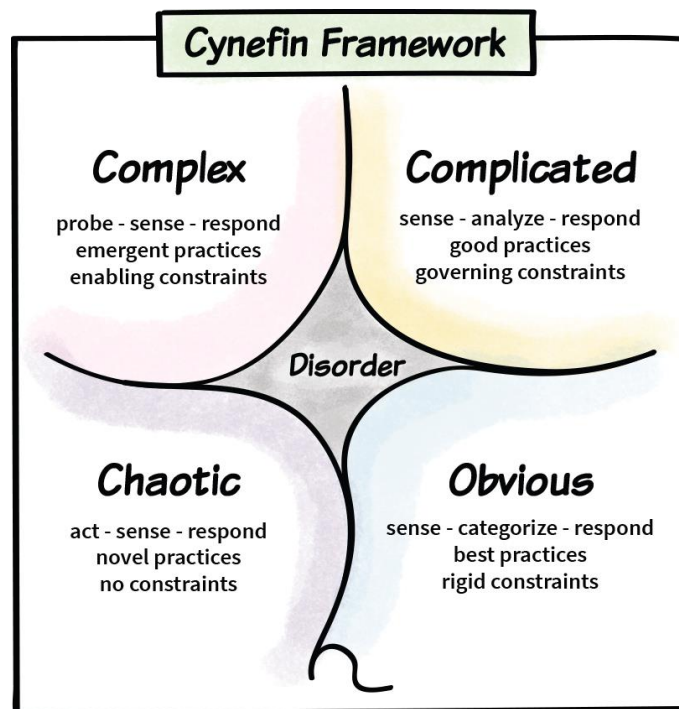 Cynefin Framework
Complex
probe - sense - respond
emergent practices
enabling constraints
Complicated
sense - analyze - respond
good practices
governing constraints
Disorder
Chaotic
act - sense - respond
novel practices
no constraints
Obvious
sense - categorize - respond
best practices
rigid constraints